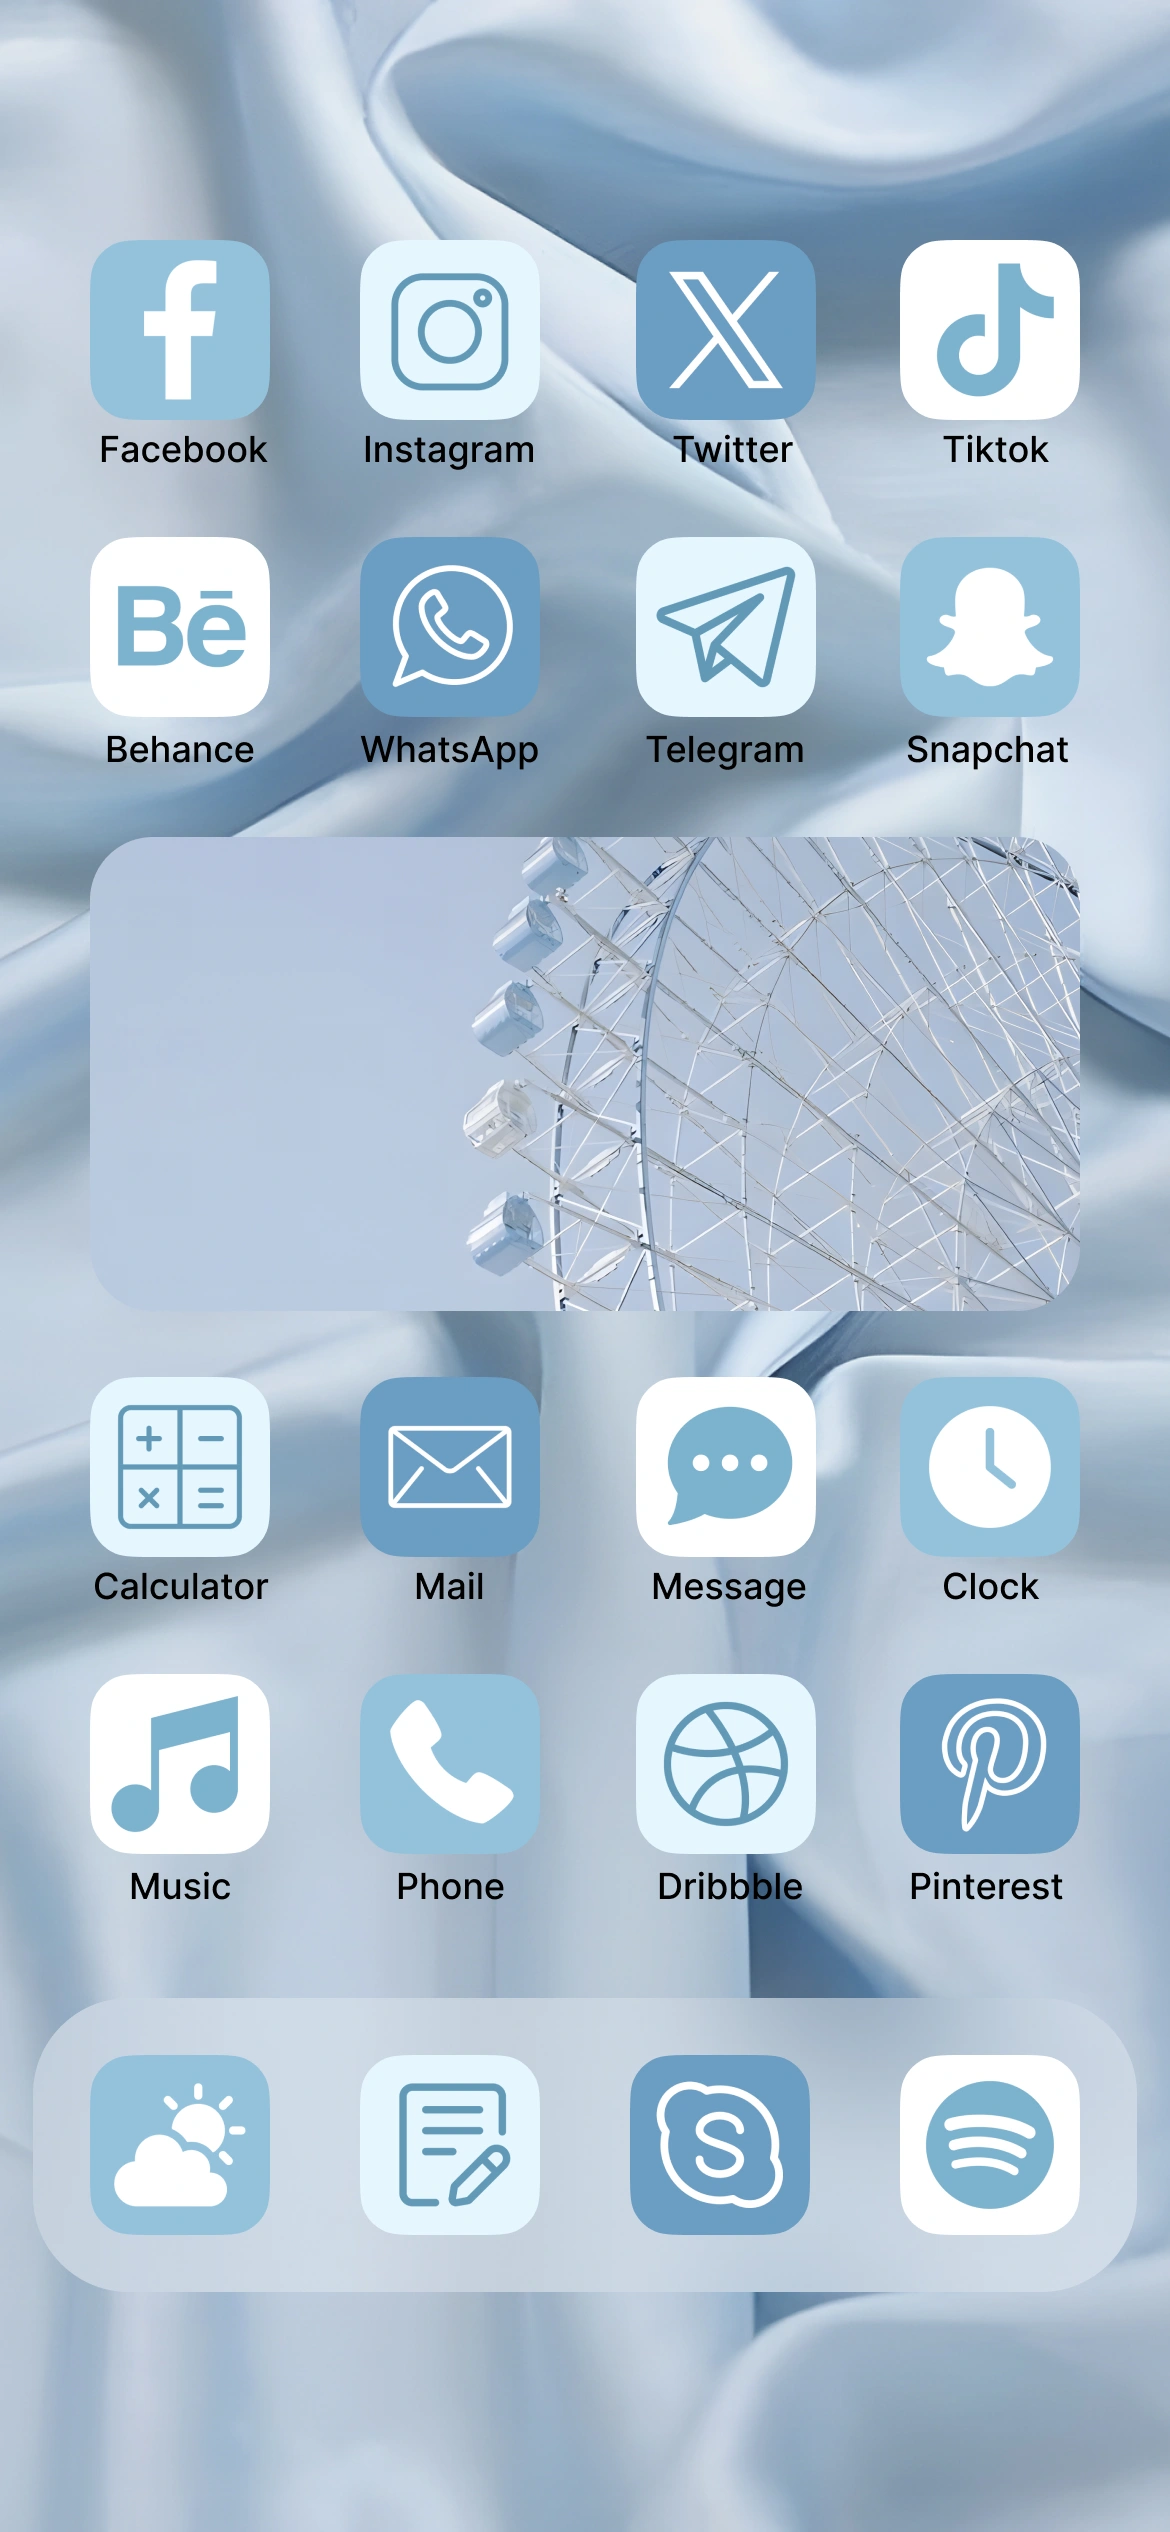 Facebook Instagram Twitter Tiktok
Bē
Behance WhatsApp Telegram Snapchat
Calculator Mail Message Clock
Music Phone Dribbble Pinterest